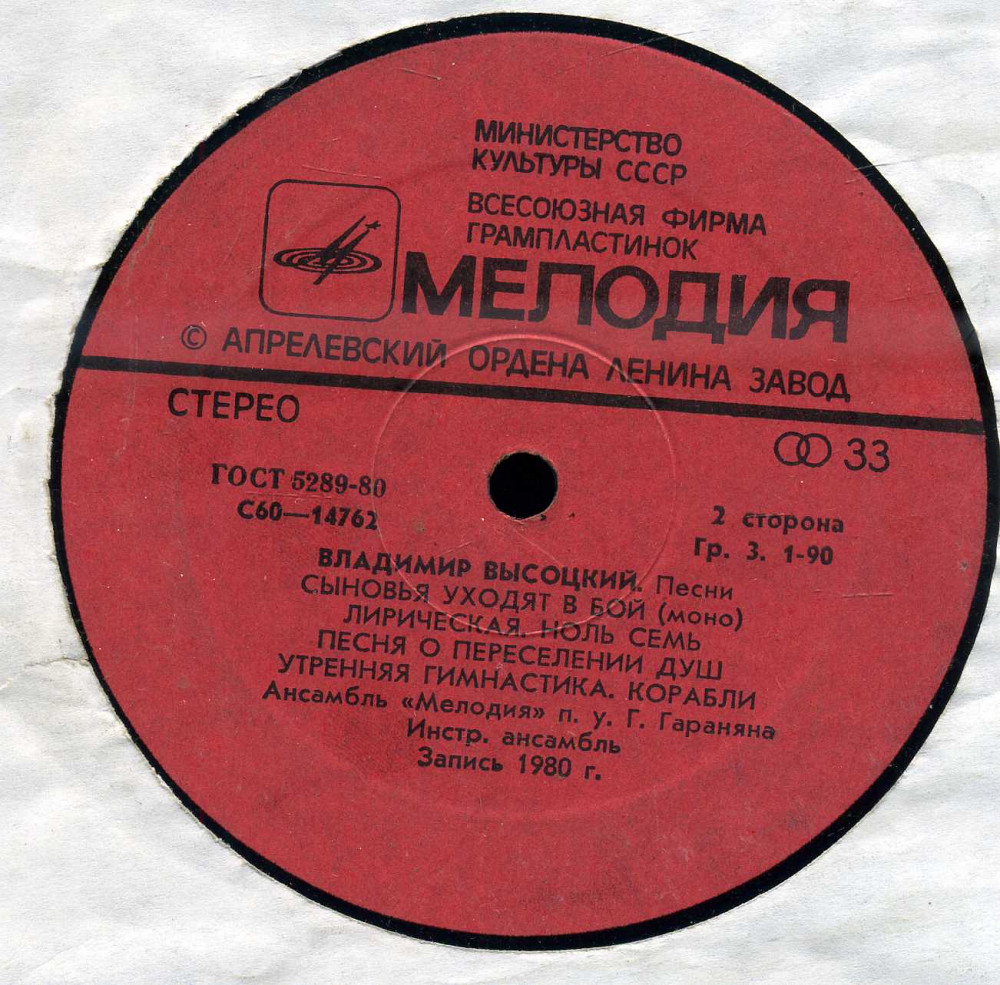 МИНИСТЕРСТВО
КУЛЬТУРЫ СССР
ВСЕСОЮЗНАЯ ФИРМА
ГРАМПЛАСТИНОК
МЕЛОДИЯ
© АПРЕЛЕВСКИЙ ОРДЕНА ЛЕНИНА ЗАВОД
СТЕРЕО
33
ГОСТ 5289-80
С60—14762
2 сторона
Гр. 3. 1-90
ВЛАДИМИР ВЫСОЦКИЙ. Песни
СЫНОВЬЯ УХОДЯТ В БОЙ (моно)
ЛИРИЧЕСКАЯ. НОЛЬ СЕМЬ
ПЕСНЯ О ПЕРЕСЕЛЕНИИ ДУШ
УТРЕННЯЯ ГИМНАСТИКА. КОРАБЛИ
Ансамбль «Мелодия» п. у. Г. Гараняна
Инстр. ансамбль
Запись 1980 г.